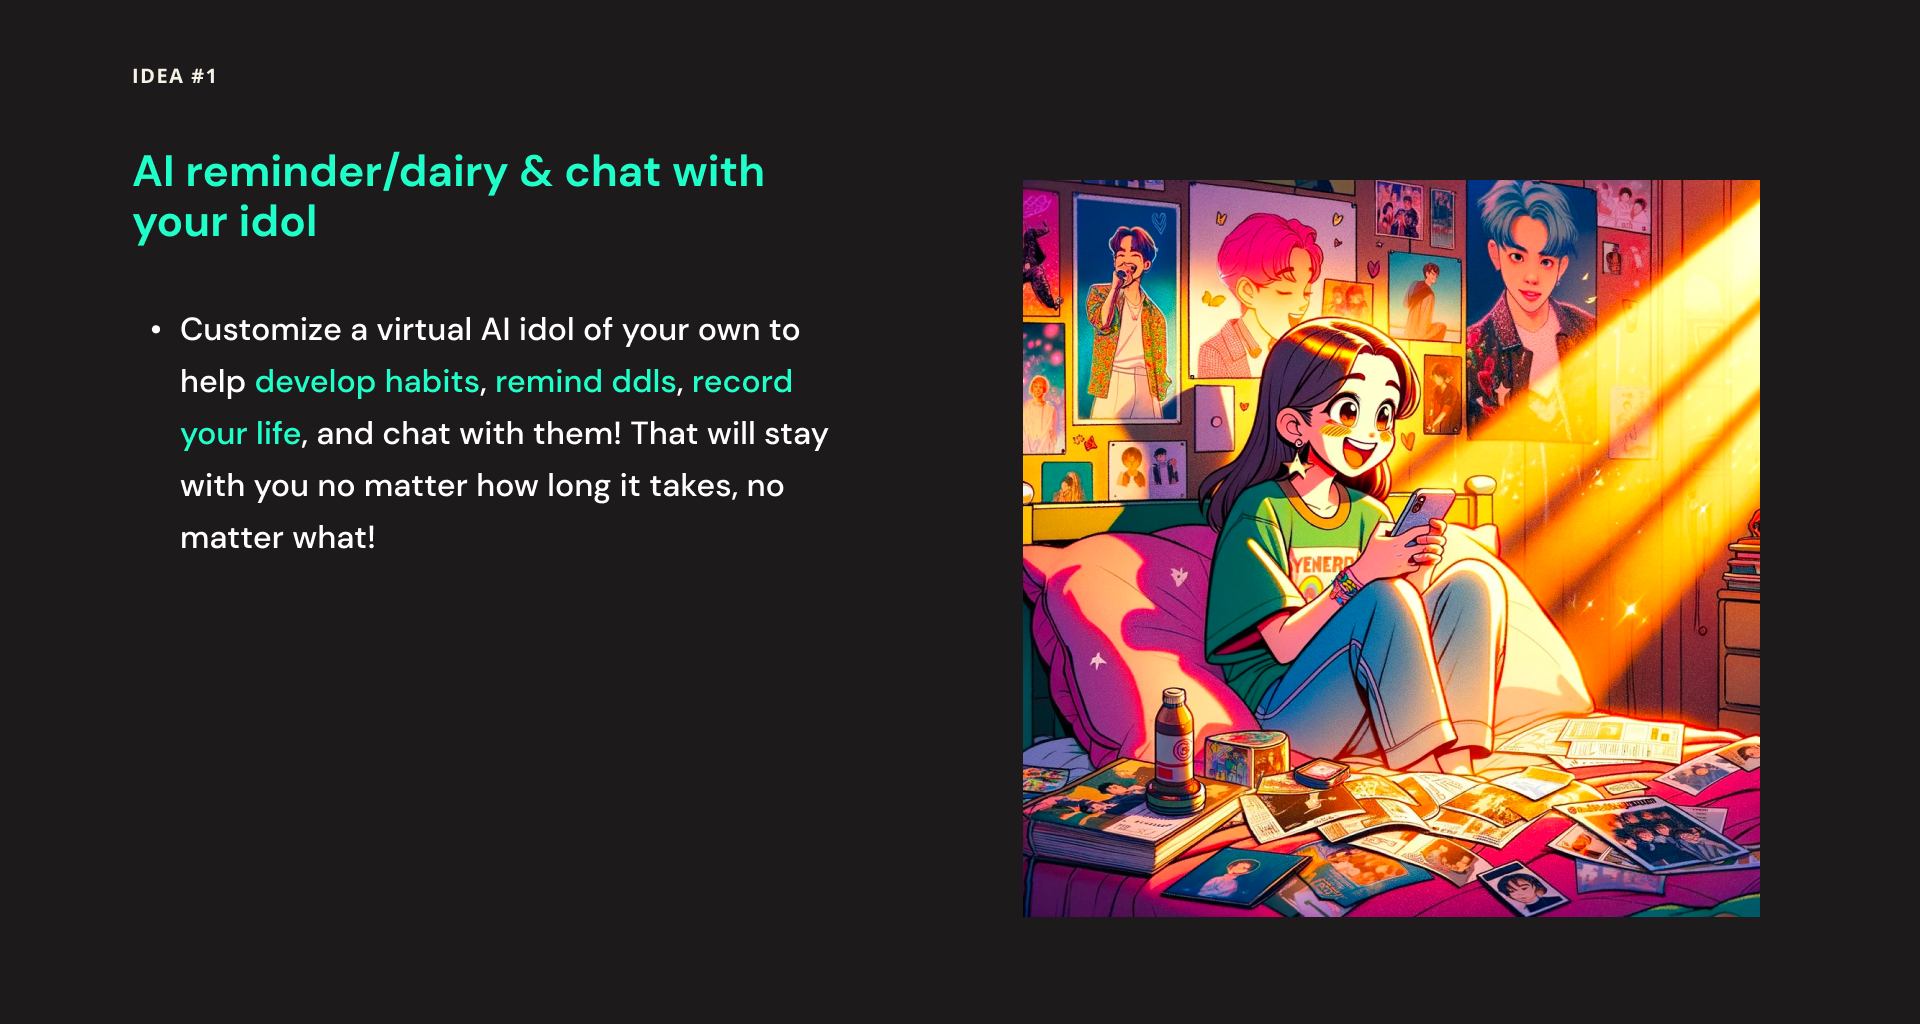 IDEA #1
AI reminder/dairy & chat with
your idol
• Customize a virtual AI idol of your own to
help develop habits, remind ddls, record
your life, and chat with them! That will stay
with you no matter how long it takes, no
matter what!
YENERD